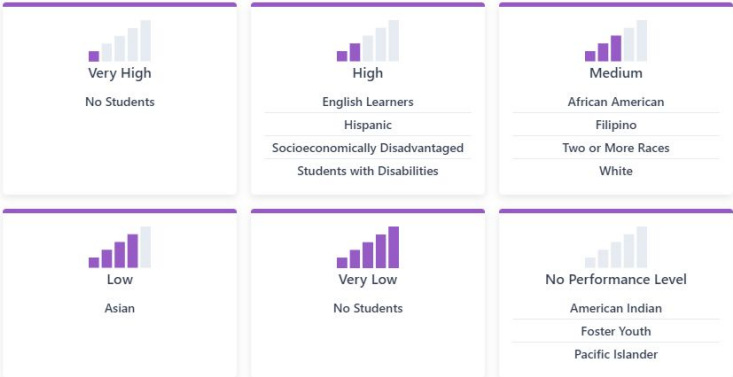 Very High
No Students
High
English Learners
Hispanic
Socioeconomically Disadvantaged
Students with Disabilities
Medium
African American
Filipino
Two or More Races
White
Low
Asian
Very Low
No Students
No Performance Level
American Indian
Foster Youth
Pacific Islander